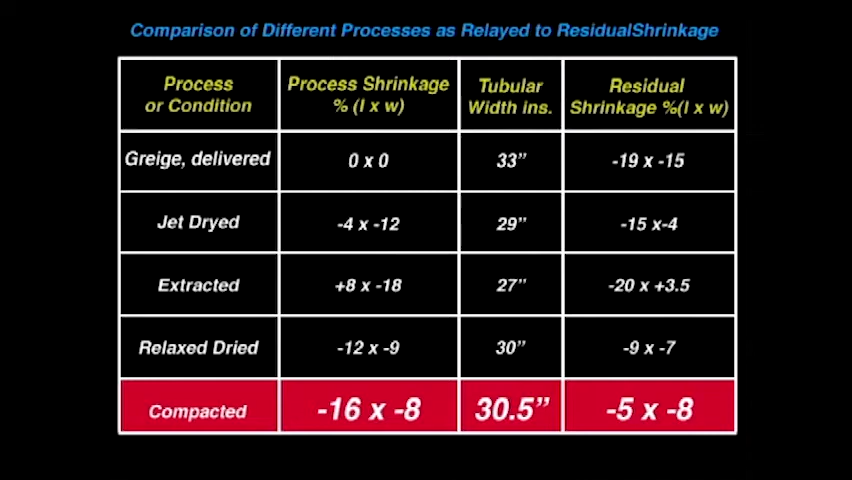 Comparison of Different Processes as Relayed to ResidualShrinkage
Process or Condition Process Shrinkage % (l x w) Tubular Width ins. Residual Shrinkage %(l x w)
Greige, delivered 0 x 0 33” -19 x -15
Jet Dryed -4 x -12 29” -15 x-4
Extracted +8 x -18 27” -20 x +3.5
Relaxed Dried -12 x -9 30” -9 x -7
Compacted -16 x -8 30.5” -5 x -8